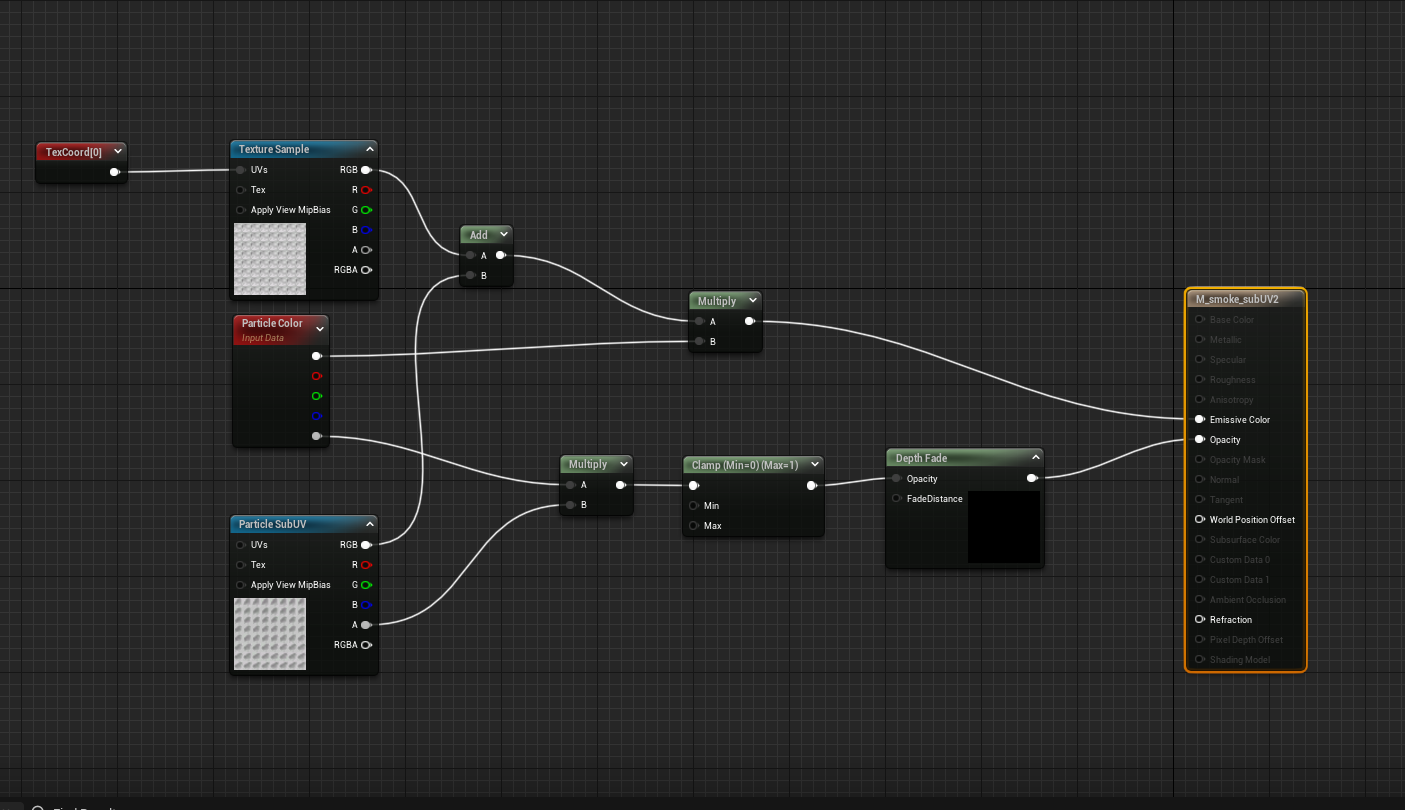 TexCoord[0]
Texture Sample
UVs
RGB
Tex
R
Apply View MipBias
G
B
A
RGBA
Add
A
B
Particle Color
Input Data
Multiply
A
B
M_smoke_subUV2
Base Color
Metallic
Specular
Roughness
Anisotropy
Emissive Color
Opacity
Opacity Mask
Normal
Tangent
World Position Offset
Subsurface Color
Custom Data 0
Custom Data 1
Ambient Occlusion
Refraction
Pixel Depth Offset
Shading Model
Multiply
A
B
Clamp (Min=0) (Max=1)
Min
Max
Depth Fade
Opacity
FadeDistance
Particle SubUV
UVs
RGB
Tex
R
Apply View MipBias
G
B
A
RGBA